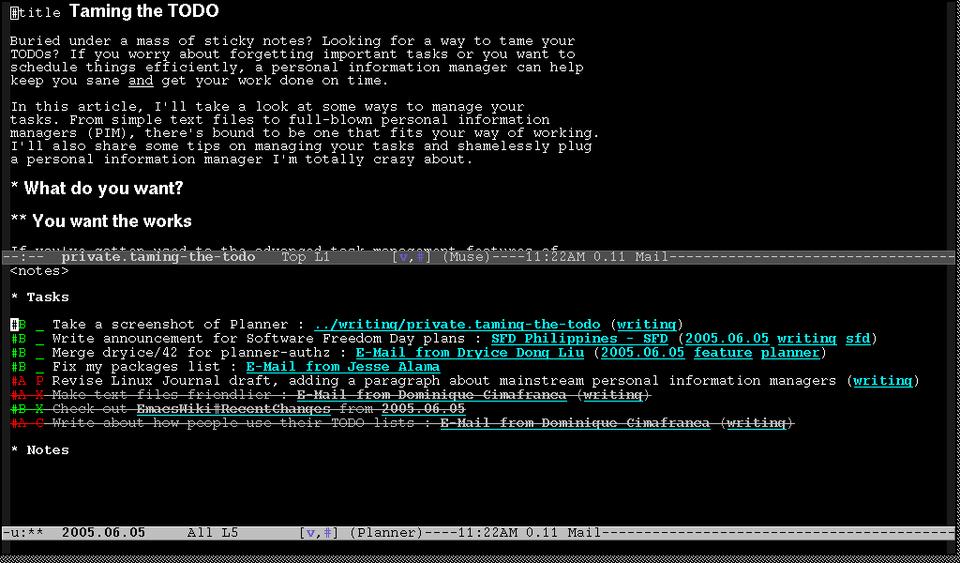 #title Taming the TODO
Buried under a mass of sticky notes? Looking for a way to tame your
TODOs? If you worry about forgetting important tasks or you want to
schedule things efficiently, a personal information manager can help
keep you sane and get your work done on time.
In this article, I'll take a look at some ways to manage your
tasks. From simple text files to full-blown personal information
managers (PIM), there's bound to be one that fits your way of working.
I'll also share some tips on managing your tasks and shamelessly plug
a personal information manager I'm totally crazy about.
* What do you want?
** You want the works
If you've gotten used to the advanced task management features of
--:-- private.taming-the-todo Top L1 [v,#] (Muse)----11:22AM 0.11 Mail----------------------------------
<notes>
* Tasks
#B _ Take a screenshot of Planner : ../writing/private.taming-the-todo (writing)
#B _ Write announcement for Software Freedom Day plans : SFD Philippines - SFD (2005.06.05 writing sfd)
#B _ Merge dryice/42 for planner-authz : E-Mail from Dryice Dong Liu (2005.06.05 feature planner)
#B _ Fix my packages list : E-Mail from Jesse Alama
#A P Revise Linux Journal draft, adding a paragraph about mainstream personal information managers (writing)
#A X Make text files friendlier : E-Mail from Dominique Cimafranca (writing)
#B X Check out EmacsWiki#RecentChanges from 2005.06.05
#A C Write about how people use their TODO lists : E-Mail from Dominique Cimafranca (writing)
* Notes
-u:** 2005.06.05 All L5 [v,#] (Planner)----11:22AM 0.11 Mail------------------------------------------